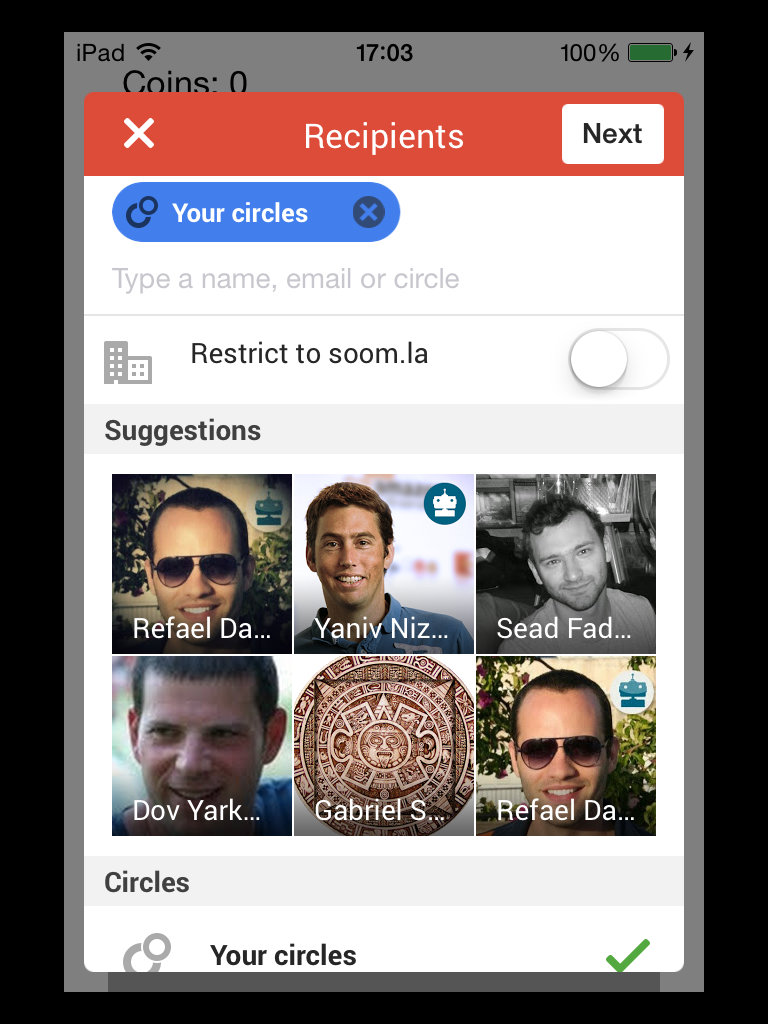 iPad 17:03 100%
Coins: 0
Recipients Next
Your circles
Type a name, email or circle
Restrict to soom.la
Suggestions
Refael Da... Yaniv Niz... Sead Fad...
Dov Yark... Gabriel S... Refael Da...
Circles
Your circles